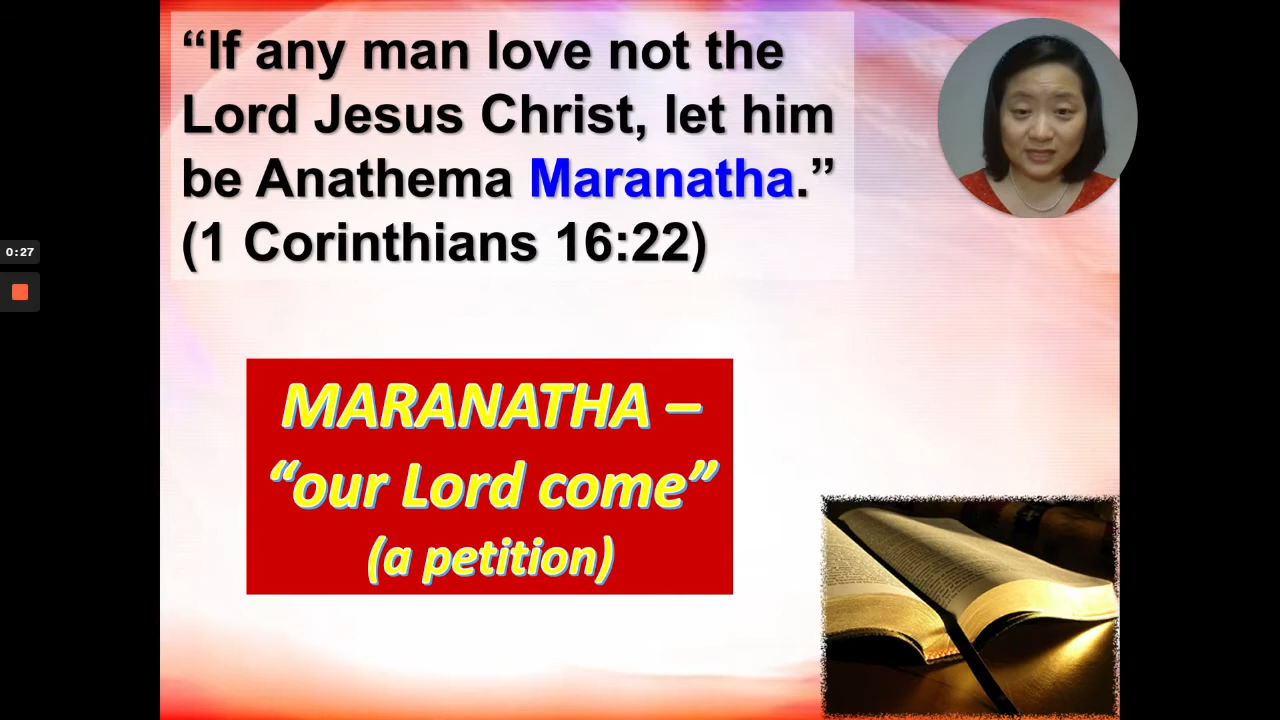 “If any man love not the
Lord Jesus Christ, let him
be Anathema Maranatha.”
(1 Corinthians 16:22)
0:27
MARANATHA –
“our Lord come”
(a petition)